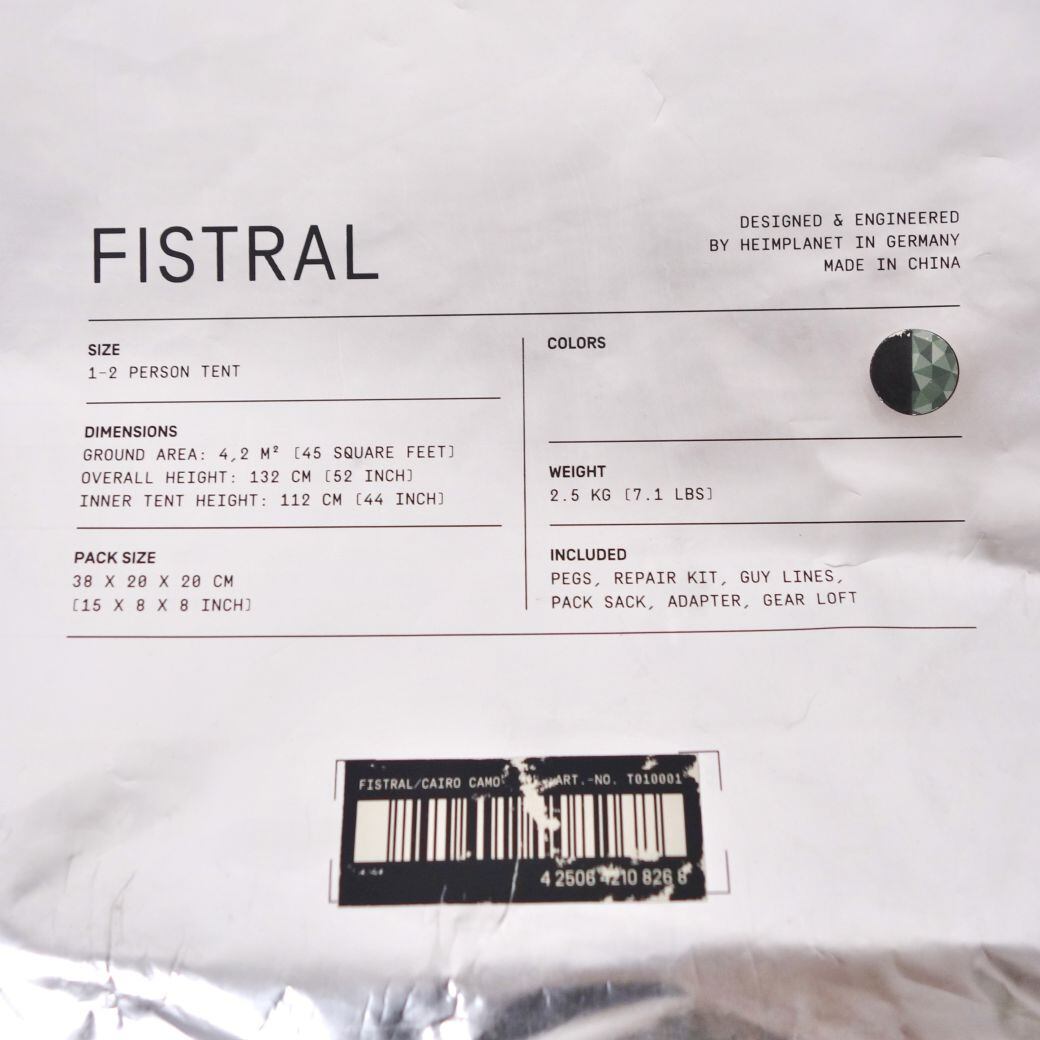 FISTRAL
DESIGNED & ENGINEERED
BY HEIMPLANET IN GERMANY
MADE IN CHINA
SIZE
1-2 PERSON TENT
DIMENSIONS
GROUND AREA: 4,2 M² [45 SQUARE FEET]
OVERALL HEIGHT: 132 CM [52 INCH]
INNER TENT HEIGHT: 112 CM [44 INCH]
PACK SIZE
38 X 20 X 20 CM
[15 X 8 X 8 INCH]
COLORS
WEIGHT
2.5 KG [7.1 LBS]
INCLUDED
PEGS, REPAIR KIT, GUY LINES,
PACK SACK, ADAPTER, GEAR LOFT
FISTRAL/CAIRO CAMO ART.-NO. T010001
4 2506 4210 826 8